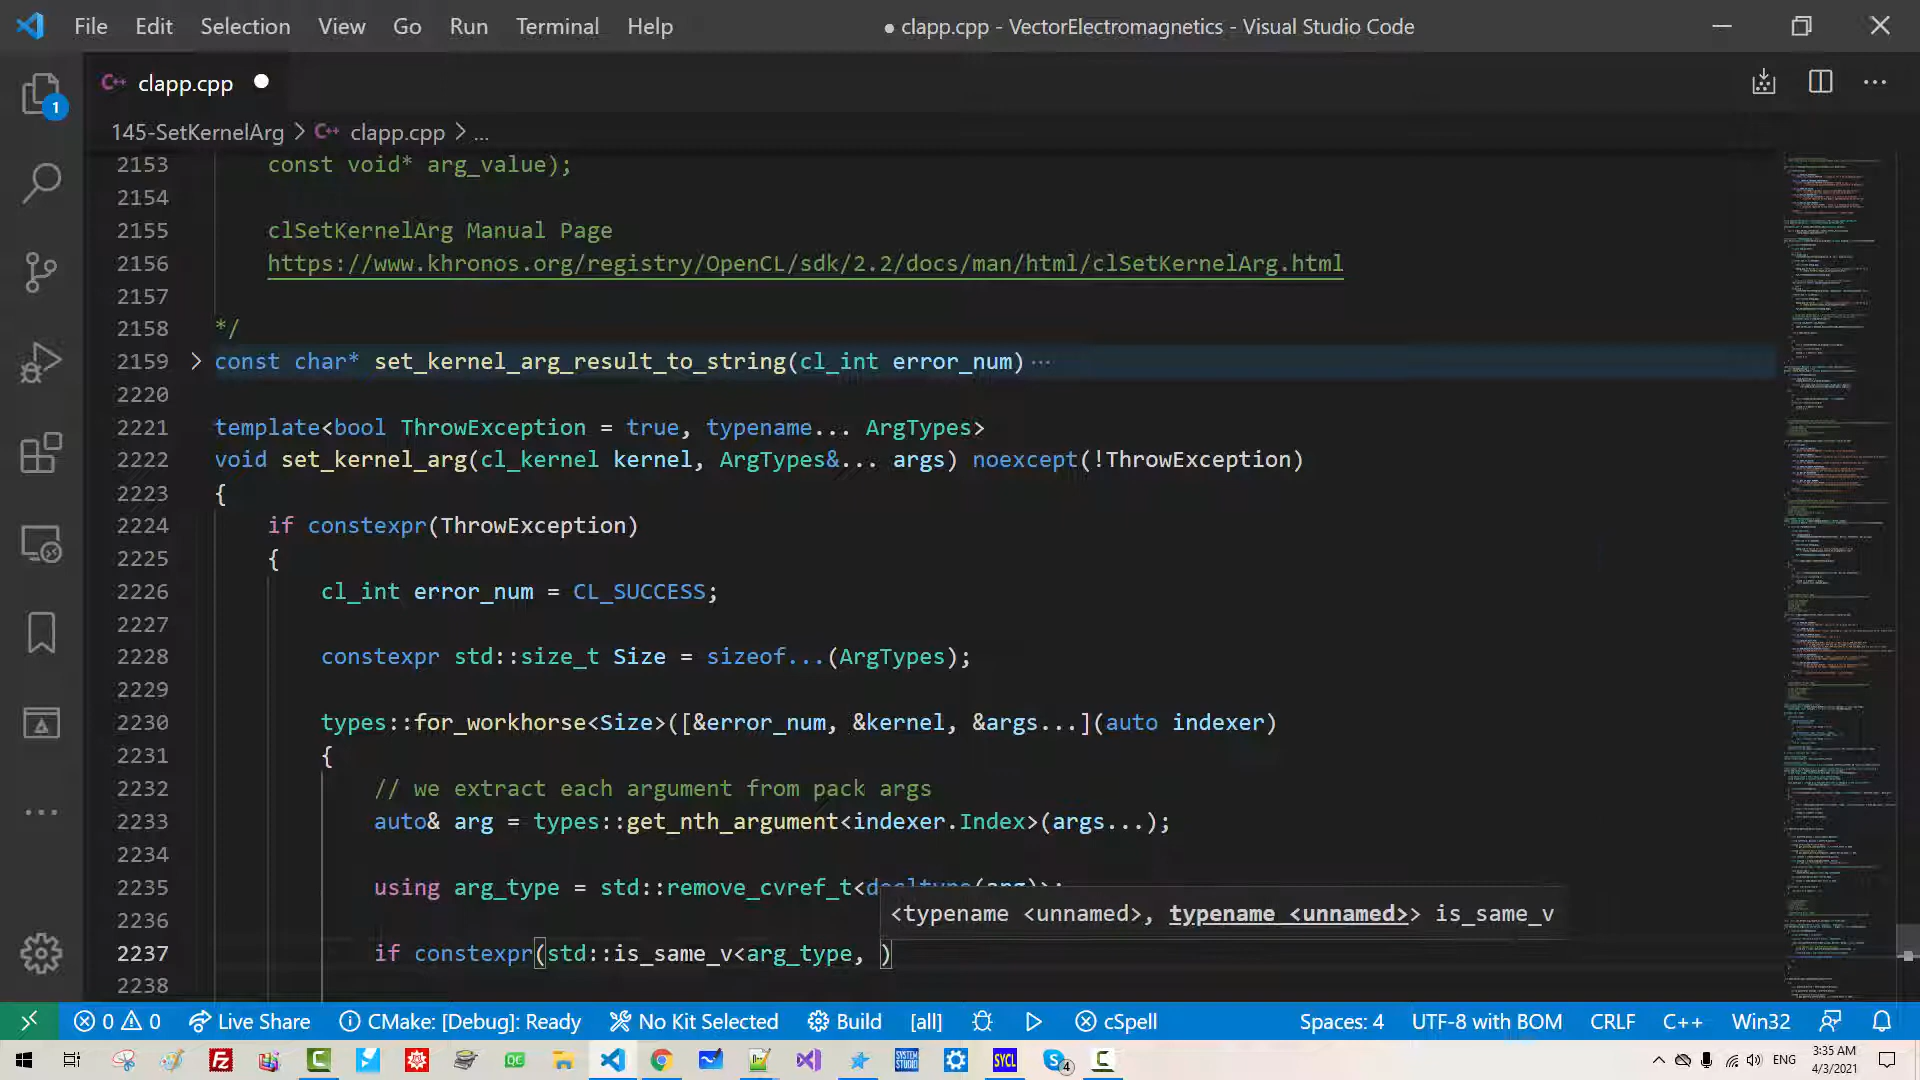 File Edit Selection View Go Run Terminal Help ● clapp.cpp - VectorElectromagnetics - Visual Studio Code
C++ clapp.cpp
145-SetKernelArg > C++ clapp.cpp > ...
2153 const void* arg_value);
2154
2155 clSetKernelArg Manual Page
2156 https://www.khronos.org/registry/OpenCL/sdk/2.2/docs/man/html/clSetKernelArg.html
2157
2158 */
2159 const char* set_kernel_arg_result_to_string(cl_int error_num)···
2220
2221 template<bool ThrowException = true, typename... ArgTypes>
2222 void set_kernel_arg(cl_kernel kernel, ArgTypes&... args) noexcept(!ThrowException)
2223 {
2224 if constexpr(ThrowException)
2225 {
2226 cl_int error_num = CL_SUCCESS;
2227
2228 constexpr std::size_t Size = sizeof...(ArgTypes);
2229
2230 types::for_workhorse<Size>([&error_num, &kernel, &args...](auto indexer)
2231 {
2232 // we extract each argument from pack args
2233 auto& arg = types::get_nth_argument<indexer.Index>(args...);
2234
2235 using arg_type = std::remove_cvref_t<decltype(arg)>;
<typename <unnamed>, typename <unnamed>> is_same_v
2236
2237 if constexpr(std::is_same_v<arg_type, )
2238
1
0 0 Live Share CMake: [Debug]: Ready No Kit Selected Build [all] cSpell Spaces: 4 UTF-8 with BOM CRLF C++ Win32
QC SYSTEM STUDIO SYCL 4 ENG 3:35 AM
4/3/2021